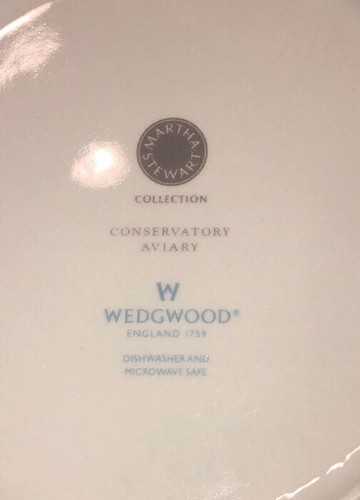 MARTHA
STEWART
COLLECTION
CONSERVATORY
AVIARY
W
WEDGWOOD®
ENGLAND 1759
DISHWASHER AND
MICROWAVE SAFE